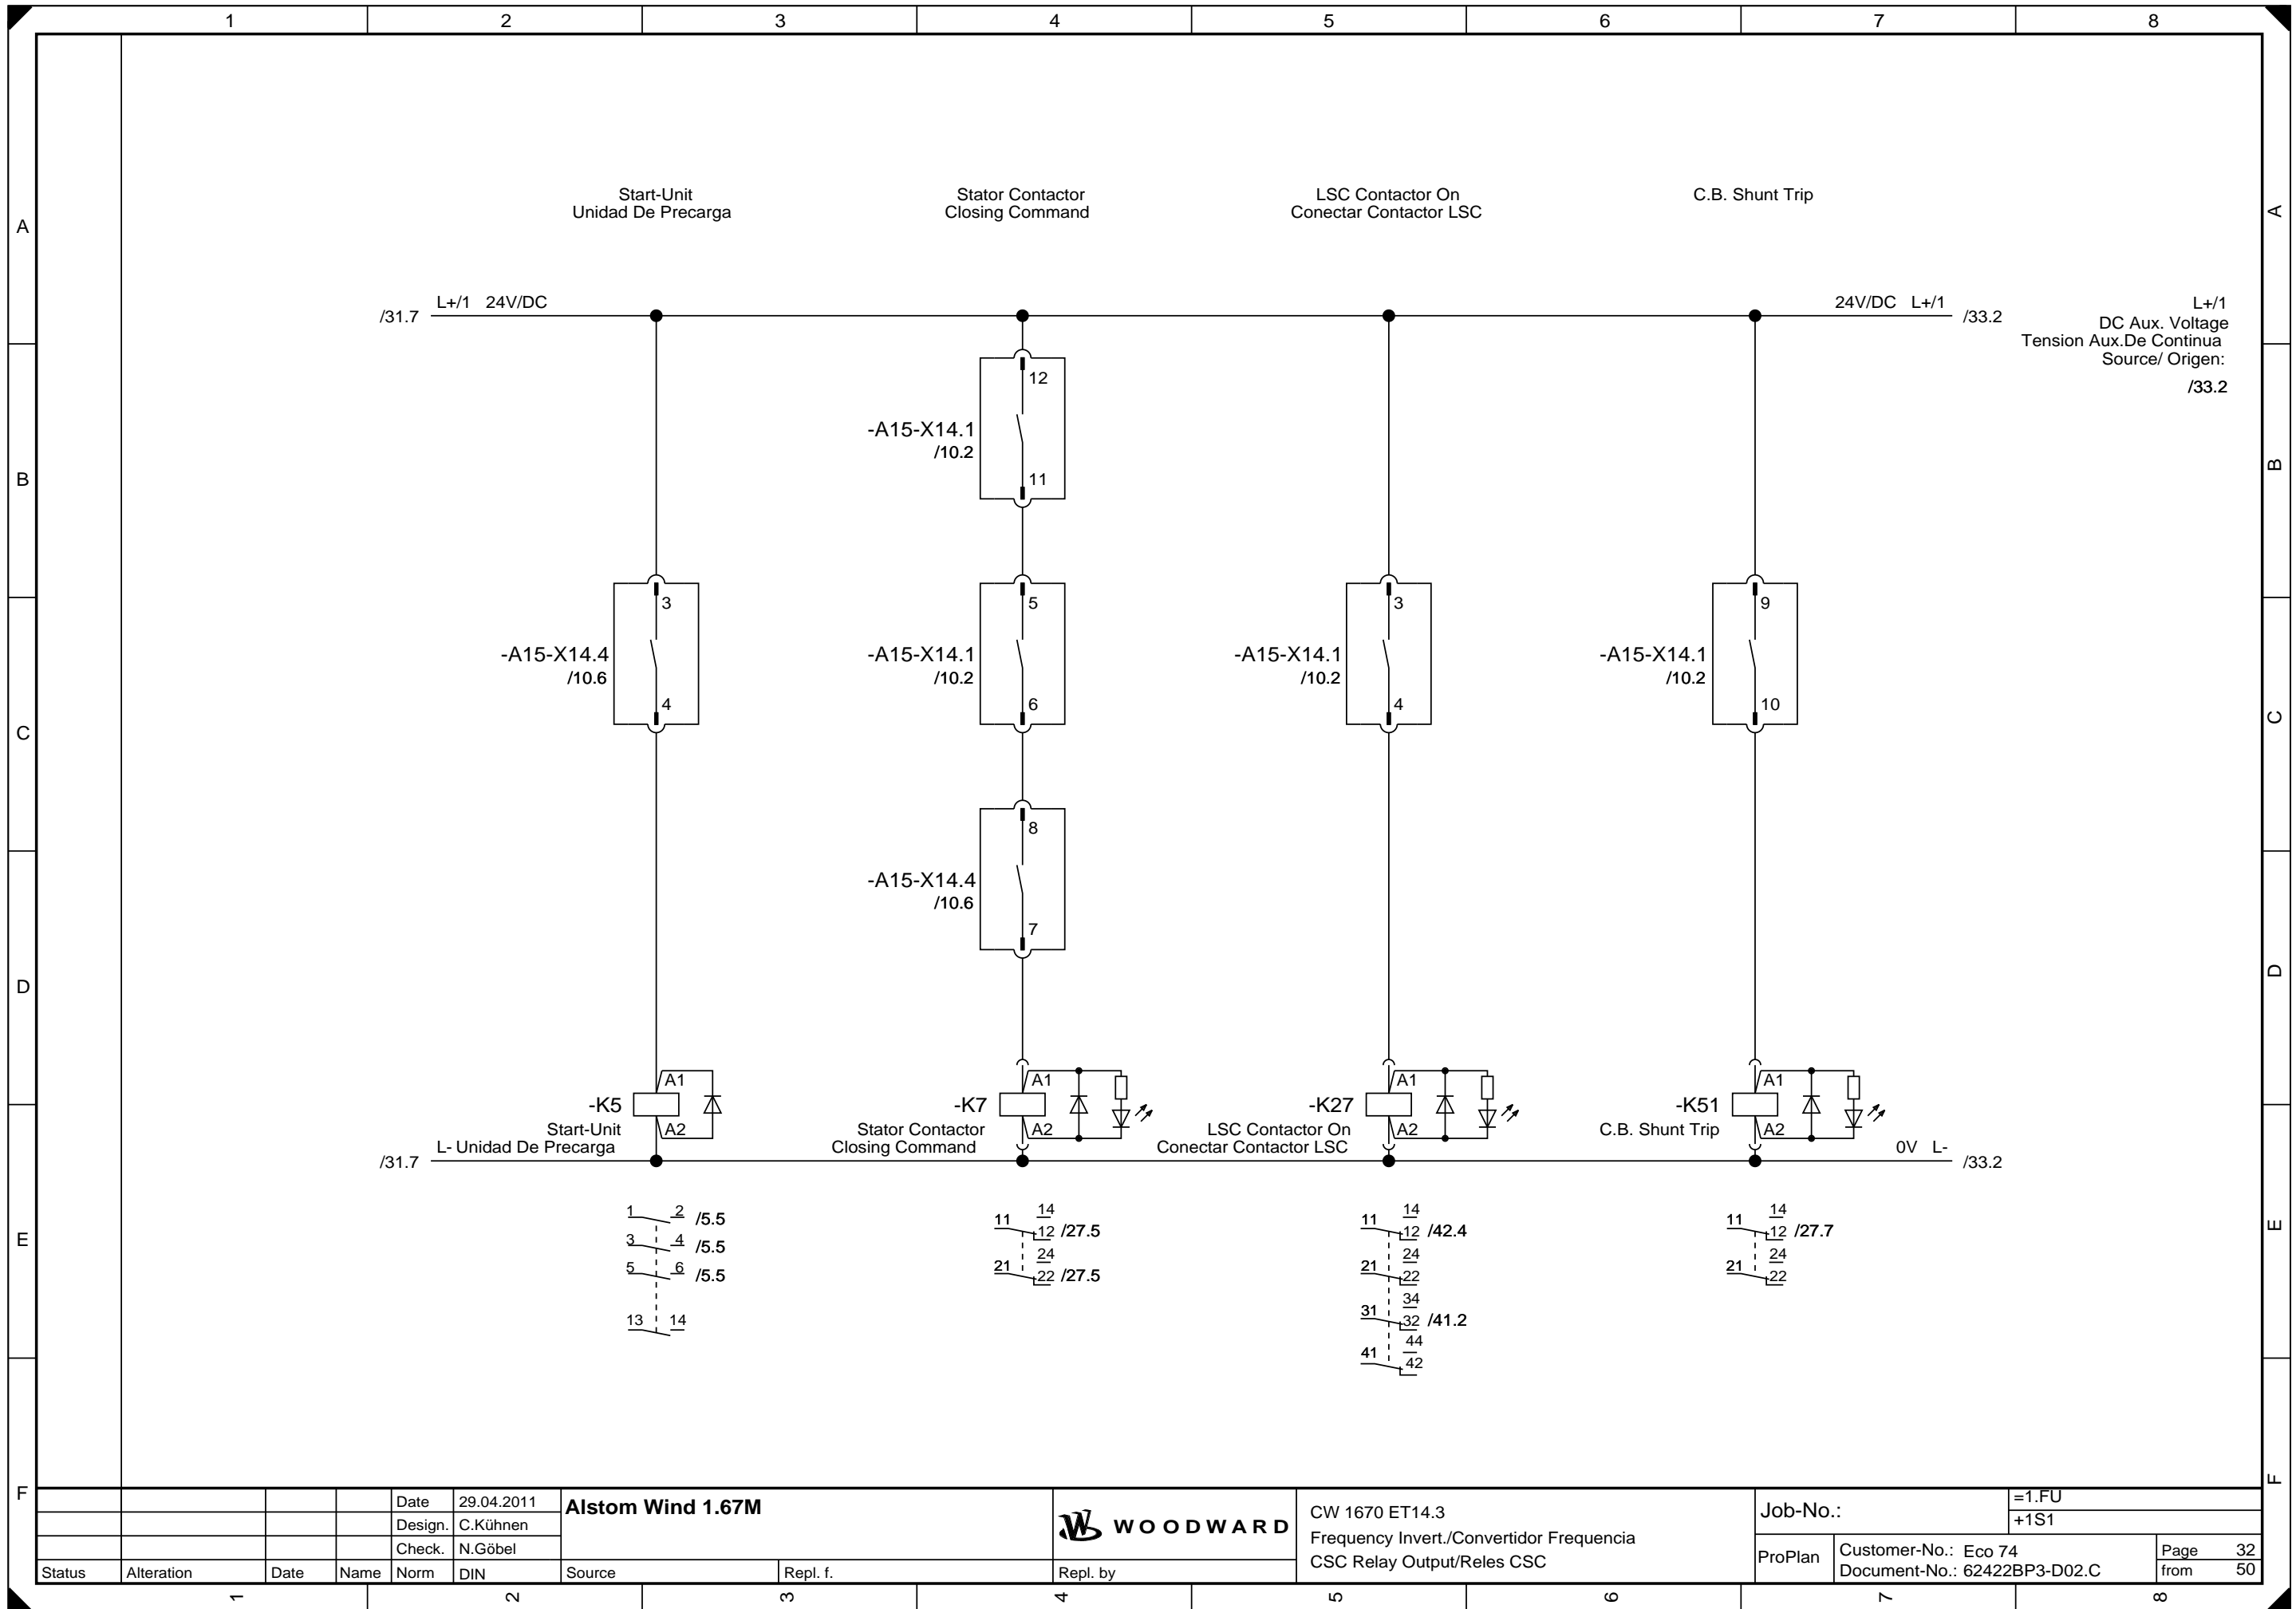 1 2 3 4 5 6 7 8
Start-Unit
Unidad De Precarga
Stator Contactor
Closing Command
LSC Contactor On
Conectar Contactor LSC
C.B. Shunt Trip
A A
/31.7 L+/1 24V/DC
24V/DC L+/1 /33.2
L+/1
DC Aux. Voltage
Tension Aux.De Continua
Source/ Origen:
/33.2
12
-A15-X14.1
/10.2
11
B B
3
-A15-X14.4
/10.6
4
5
-A15-X14.1
/10.2
6
3
-A15-X14.1
/10.2
4
9
-A15-X14.1
/10.2
10
C C
8
-A15-X14.4
/10.6
7
D D
-K5 A1
A2
Start-Unit
L- Unidad De Precarga
/31.7
-K7 A1
A2
Stator Contactor
Closing Command
-K27 A1
A2
LSC Contactor On
Conectar Contactor LSC
-K51 A1
A2
C.B. Shunt Trip
0V L- /33.2
E E
1 2 /5.5
3 4 /5.5
5 6 /5.5
13 14
14
11 12 /27.5
24
21 22 /27.5
14
11 12 /42.4
24
21 22
34
31 32 /41.2
44
41 42
14
11 12 /27.7
24
21 22
F F
Date 29.04.2011
Design. C.Kühnen
Check. N.Göbel
Status Alteration Date Name Norm DIN
Alstom Wind 1.67M
Source Repl. f. Repl. by
WOODWARD
CW 1670 ET14.3
Frequency Invert./Convertidor Frequencia
CSC Relay Output/Reles CSC
Job-No.:
=1.FU
+1S1
ProPlan
Customer-No.: Eco 74
Document-No.: 62422BP3-D02.C
Page 32
from 50
1 2 3 4 5 6 7 8